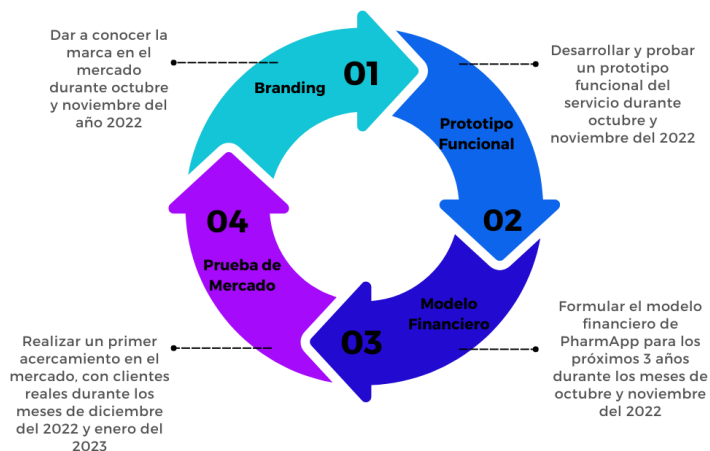 Dar a conocer la
marca en el
mercado
durante octubre
y noviembre del
año 2022
Branding
01
Desarrollar y probar
un prototipo
funcional del
servicio durante
octubre y
noviembre del 2022
Prototipo
Funcional
02
Formular el modelo
financiero de
PharmApp para los
próximos 3 años
durante los meses de
octubre y noviembre
del 2022
Modelo
Financiero
03
Realizar un primer
acercamiento en el
mercado, con clientes
reales durante los
meses de diciembre
del 2022 y enero del
2023
04
Prueba de
Mercado